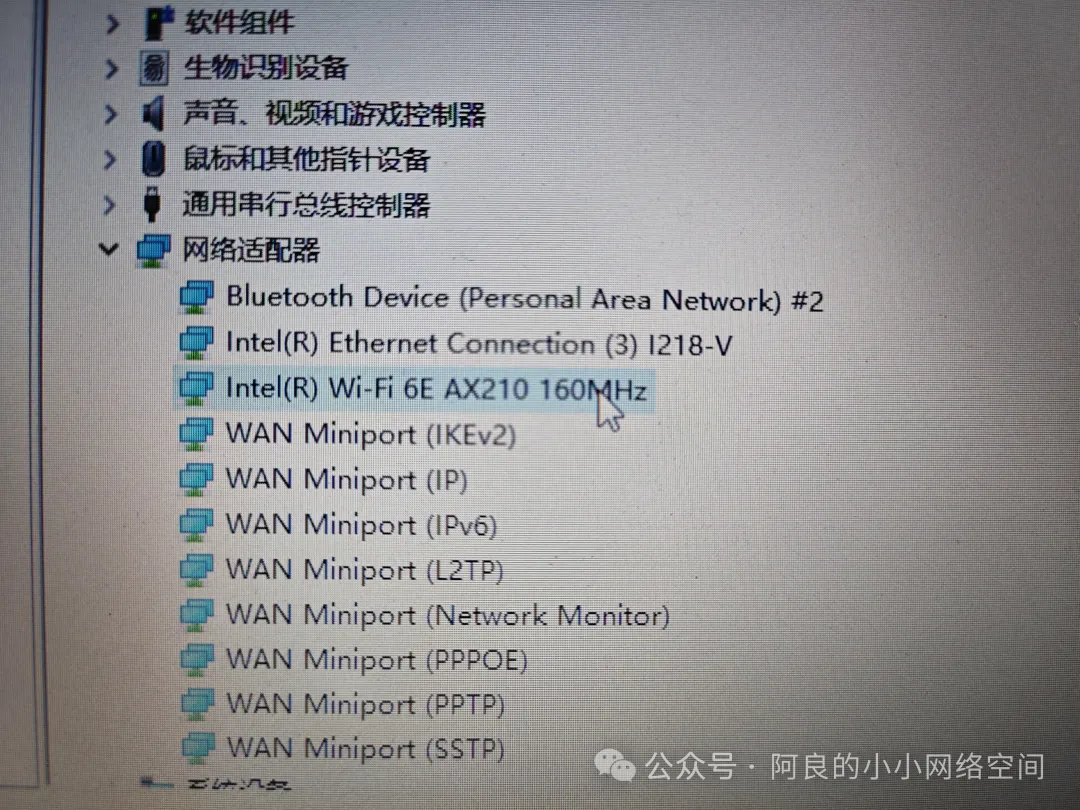 软件组件
生物识别设备
声音、视频和游戏控制器
鼠标和其他指针设备
通用串行总线控制器
网络适配器
Bluetooth Device (Personal Area Network) #2
Intel(R) Ethernet Connection (3) I218-V
Intel(R) Wi-Fi 6E AX210 160MHz
WAN Miniport (IKEv2)
WAN Miniport (IP)
WAN Miniport (IPv6)
WAN Miniport (L2TP)
WAN Miniport (Network Monitor)
WAN Miniport (PPPOE)
WAN Miniport (PPTP)
WAN Miniport (SSTP)
系统设备
公众号 · 阿良的小小网络空间